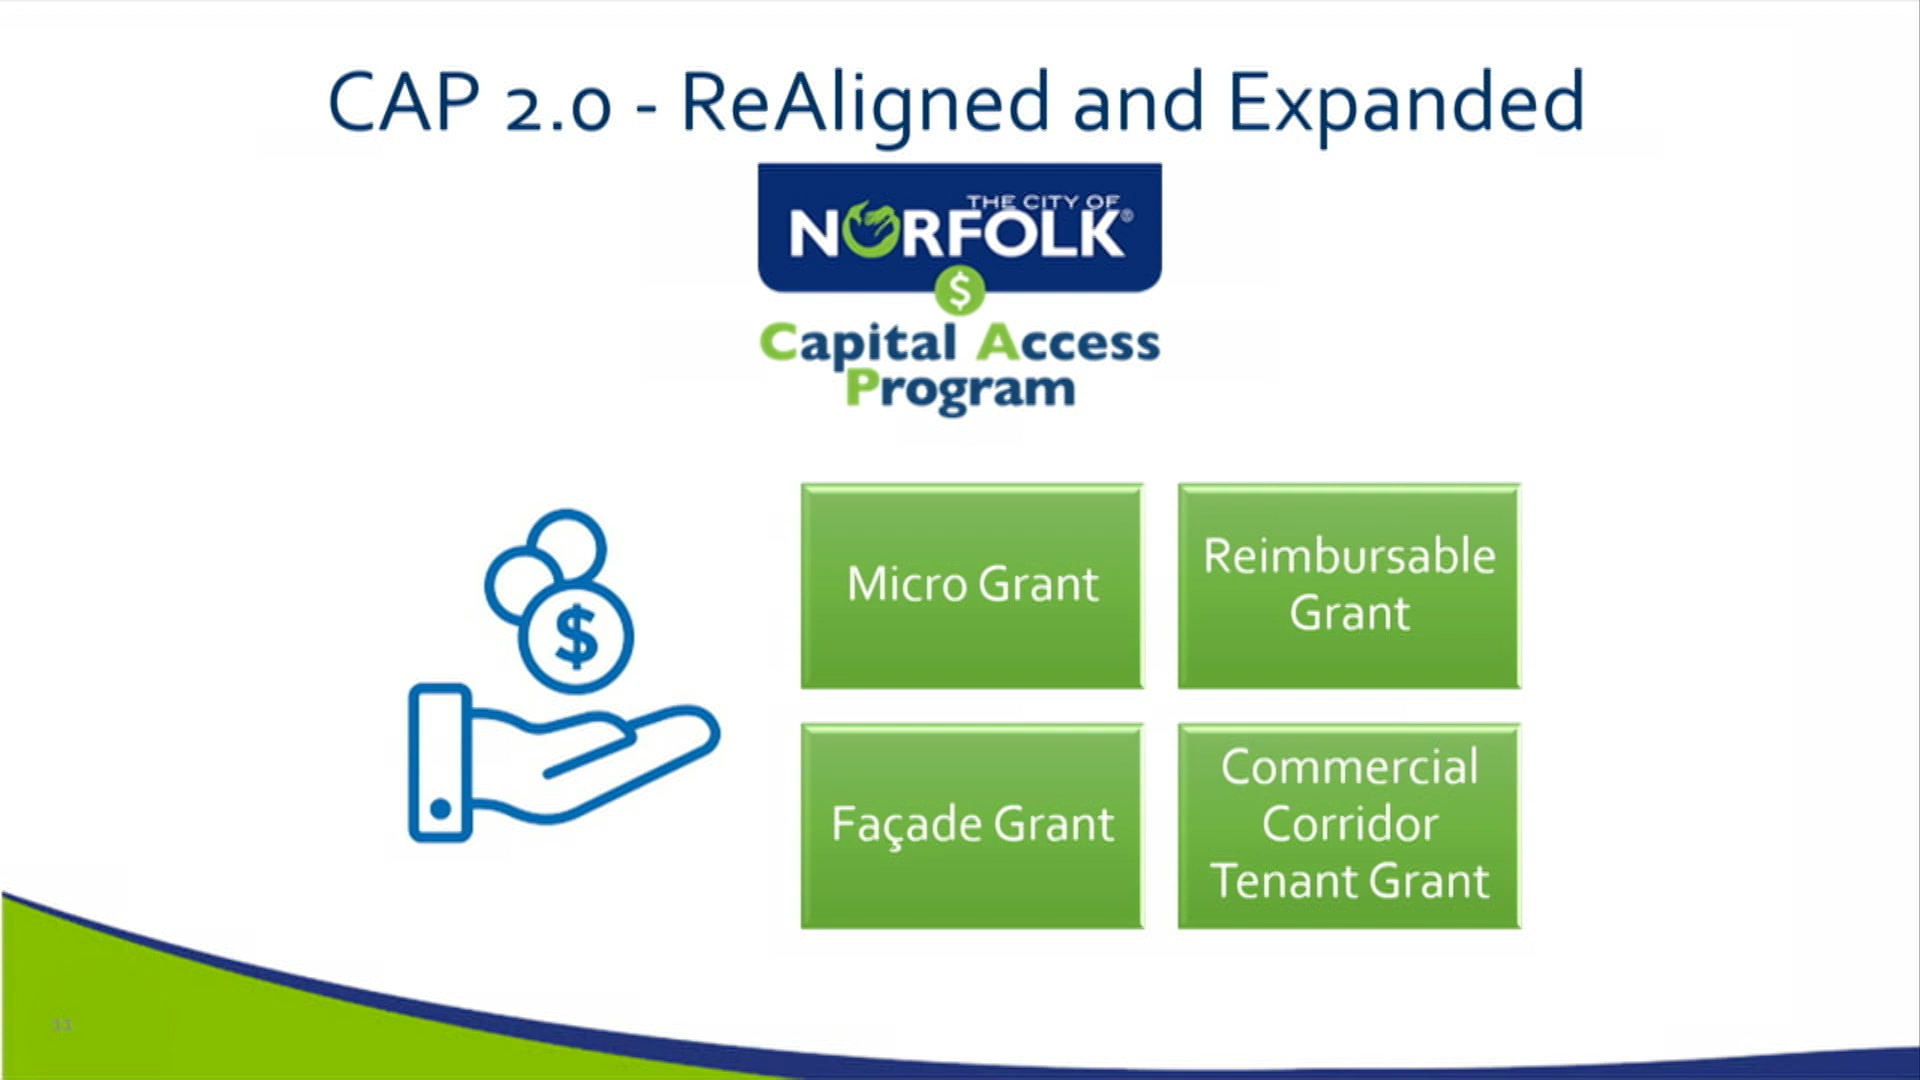 CAP 2.0 - ReAligned and Expanded
THE CITY OF
NORFOLK®
$
Capital Access
Program
$
Micro Grant
Reimbursable
Grant
Façade Grant
Commercial
Corridor
Tenant Grant
11